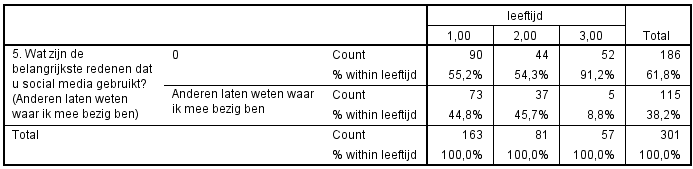 leeftijd
1,00 2,00 3,00 Total
5. Wat zijn de 0 Count 90 44 52 186
belangrijkste redenen dat % within leeftijd 55,2% 54,3% 91,2% 61,8%
u social media gebruikt?
(Anderen laten weten Anderen laten weten waar Count 73 37 5 115
waar ik mee bezig ben) ik mee bezig ben % within leeftijd 44,8% 45,7% 8,8% 38,2%
Total Count 163 81 57 301
% within leeftijd 100,0% 100,0% 100,0% 100,0%